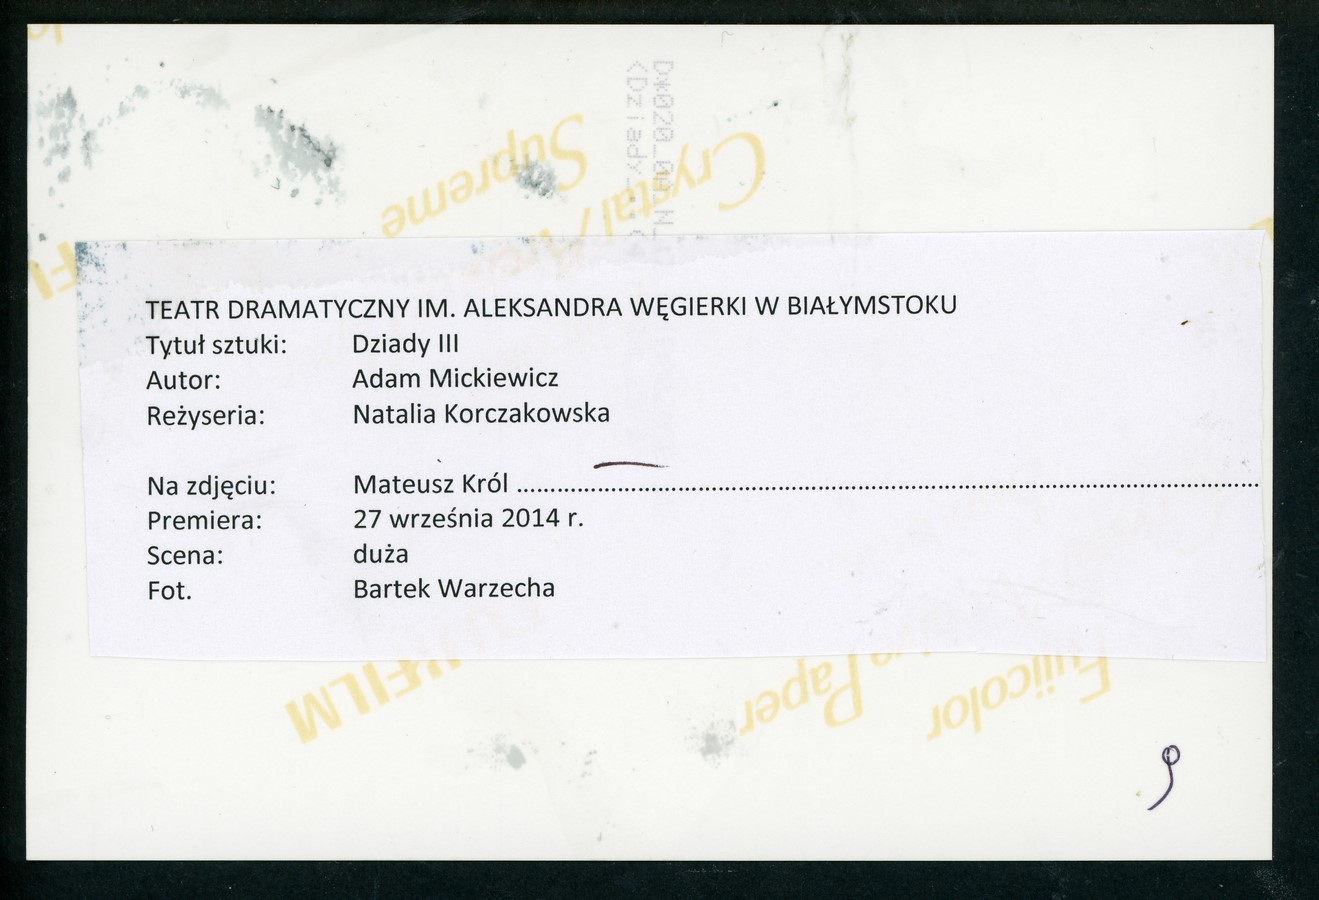 TEATR DRAMATYCZNY IM. ALEKSANDRA WĘGIERKI W BIAŁYMSTOKU
Tytuł sztuki: Dziady III
Autor: Adam Mickiewicz
Reżyseria: Natalia Korczakowska
Na zdjęciu: Mateusz Król ................................................................................................................
Premiera: 27 września 2014 r.
Scena: duża
Fot. Bartek Warzecha
Fujicolor
Paper
Crystal
Supreme
9